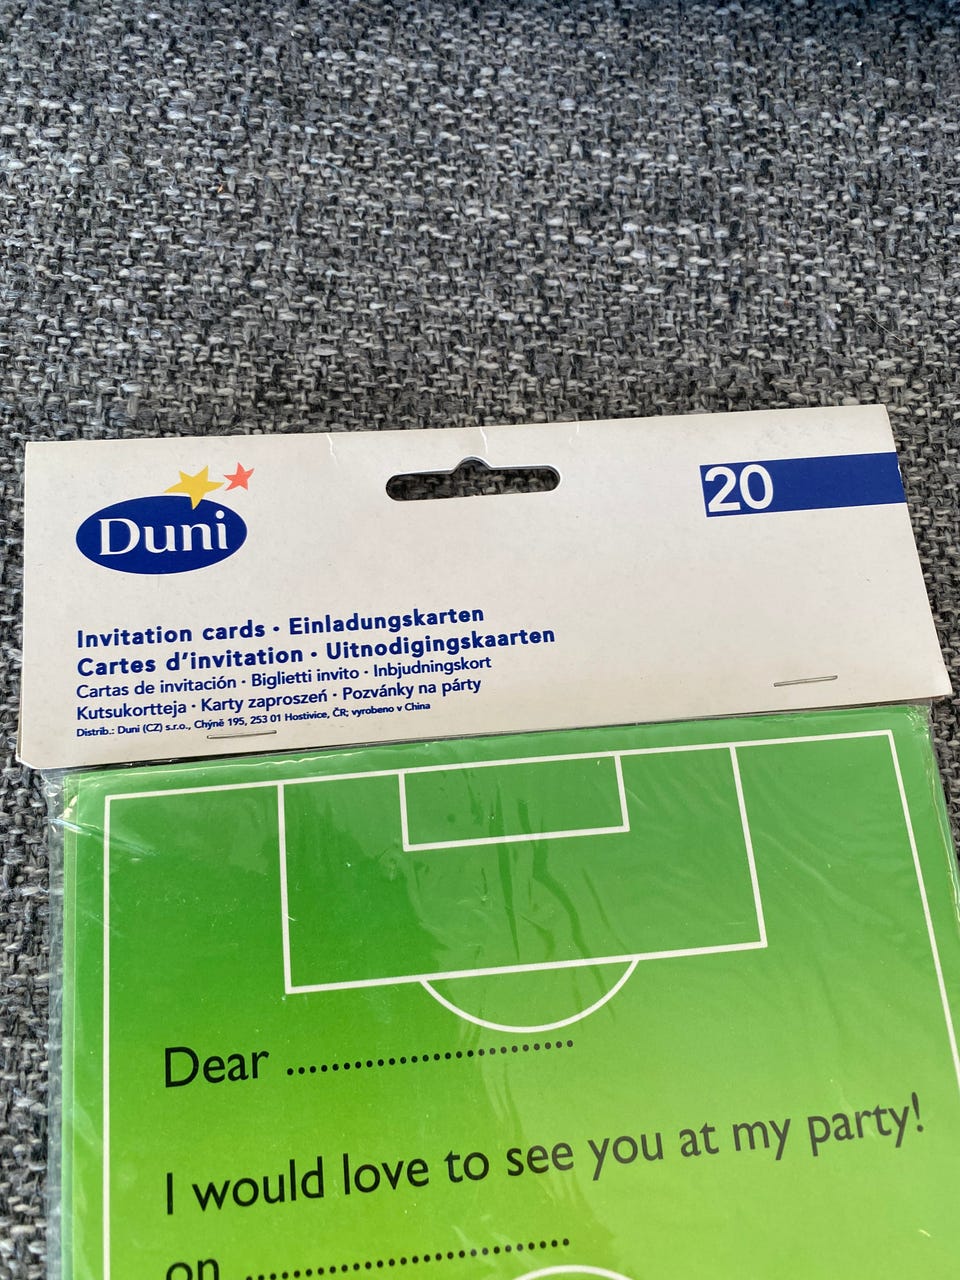 Duni
20
Invitation cards · Einladungskarten
Cartes d'invitation · Uitnodigingskaarten
Cartas de invitación · Biglietti invito · Inbjudningskort
Kutsukortteja · Karty zaproszeń · Pozvánky na párty
Distrib.: Duni (CZ) s.r.o., Chýně 195, 253 01 Hostivice, ČR; vyrobeno v China
Dear ..........................
I would love to see you at my party!
on ..............................